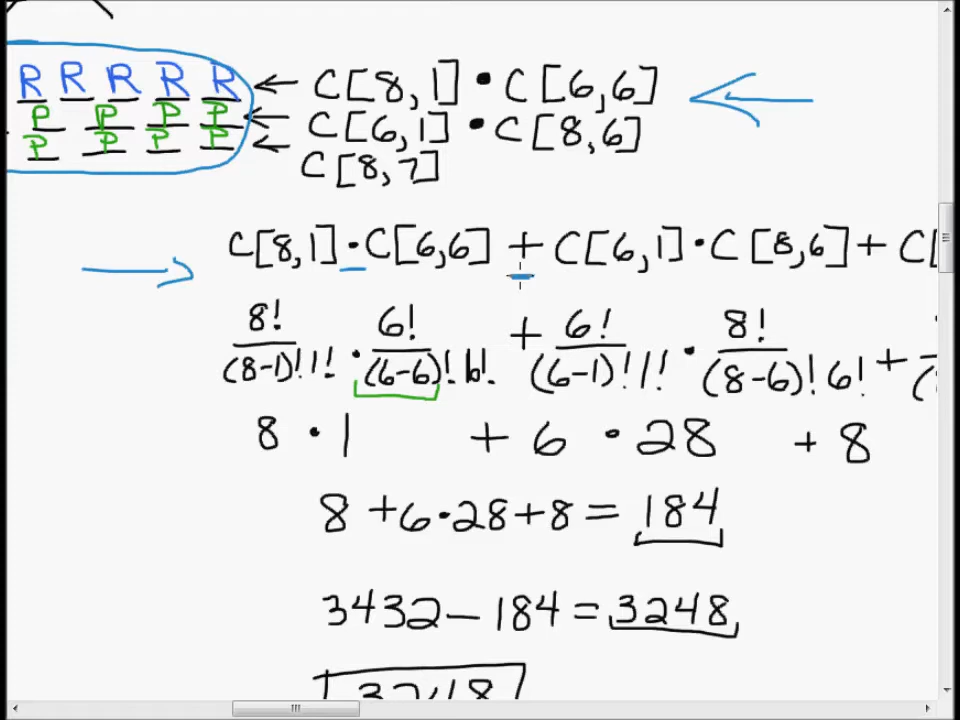 R R R R R ← C[8,1] • C[6,6] ←
P P P P ← C[6,1] • C[8,6]
P P P P ← C[8,7]
→ C[8,1] • C[6,6] + C[6,1] • C[8,6] + C[
8!/(8-1)!1! • 6!/(6-6)!6! + 6!/(6-1)!1! • 8!/(8-6)!6! +
8 • 1 + 6 • 28 + 8
8 + 6 • 28 + 8 = 184
3432 - 184 = 3248
3248